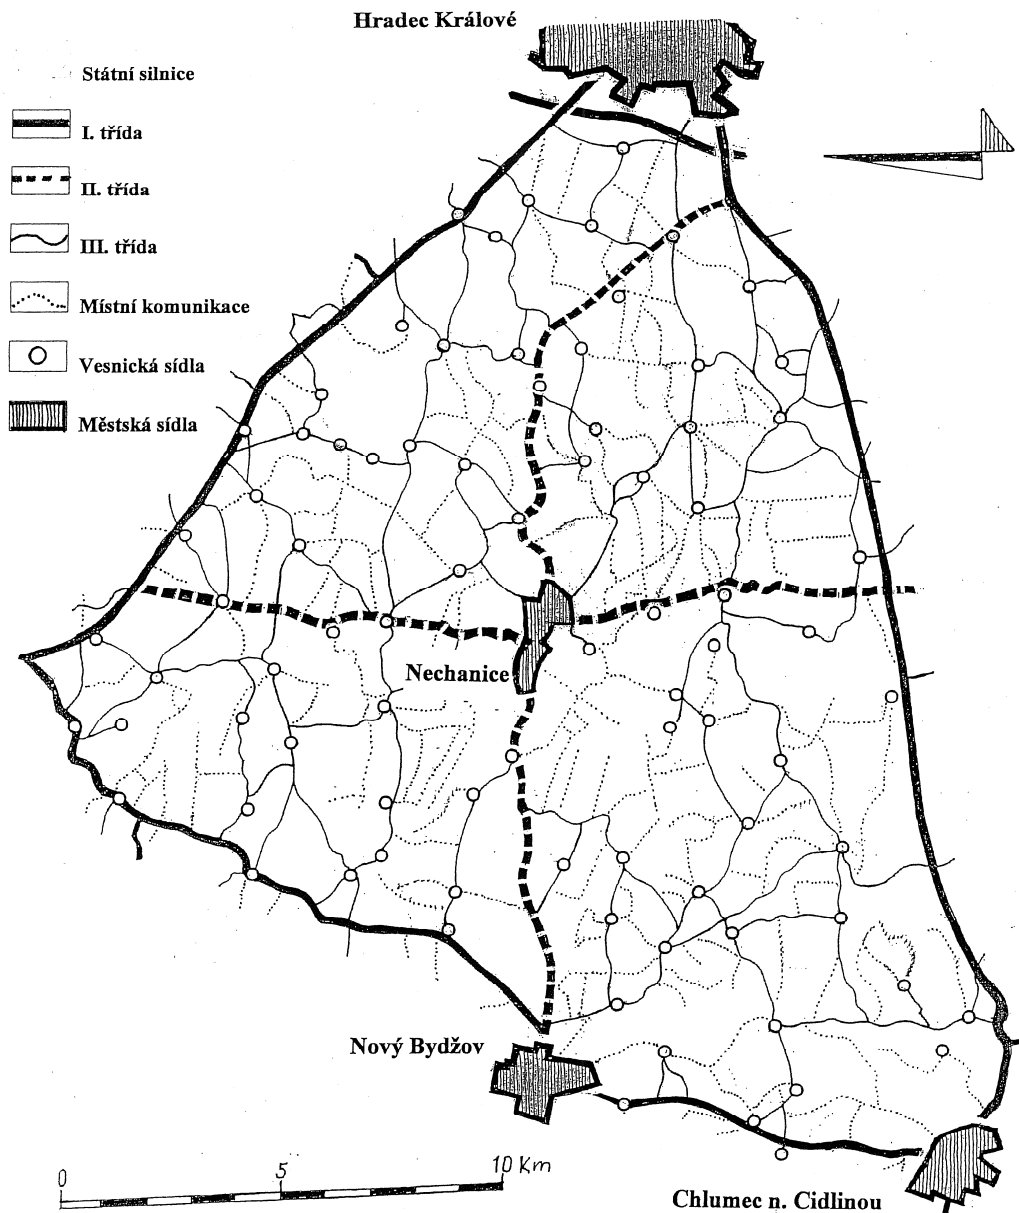 Hradec Králové
Státní silnice
I. třída
II. třída
III. třída
Místní komunikace
Vesnická sídla
Městská sídla
Nechanice
Nový Bydžov
0 5 10 Km
Chlumec n. Cidlinou